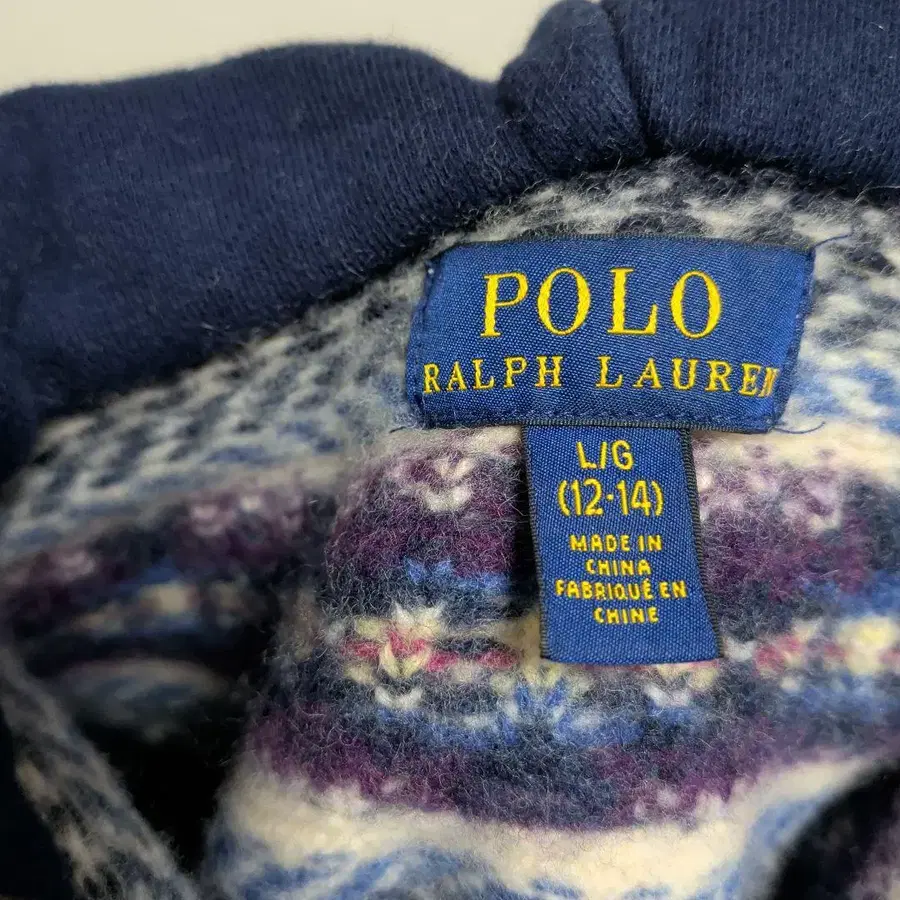 POLO
RALPH LAUREN
L/G
(12-14)
MADE IN
CHINA
FABRIQUÉ EN
CHINE